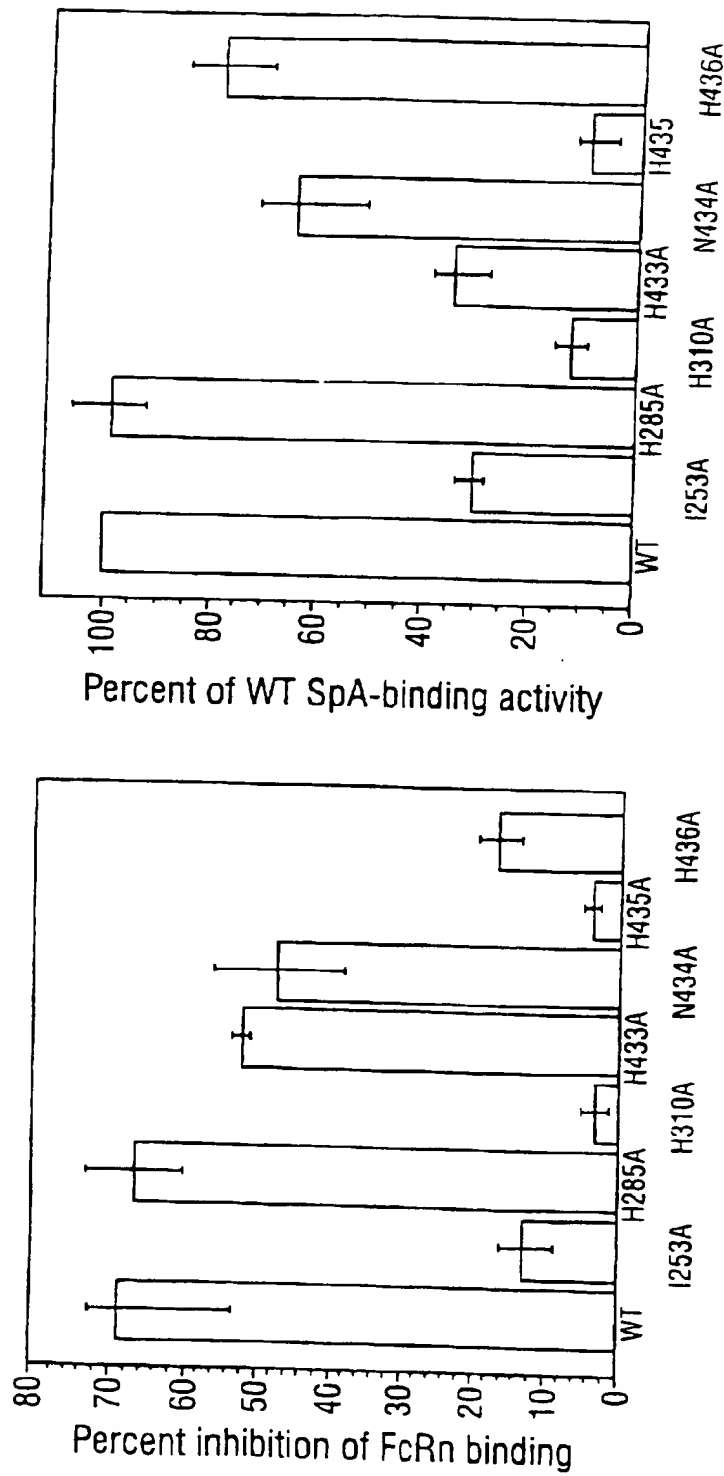 Percent of WT SpA-binding activity
100
80
60
40
20
0
WT
I253A
H285A
H310A
H433A
N434A
H435
H436A
Percent inhibition of FcRn binding
80
70
60
50
40
30
20
10
0
WT
I253A
H285A
H310A
H433A
N434A
H435A
H436A